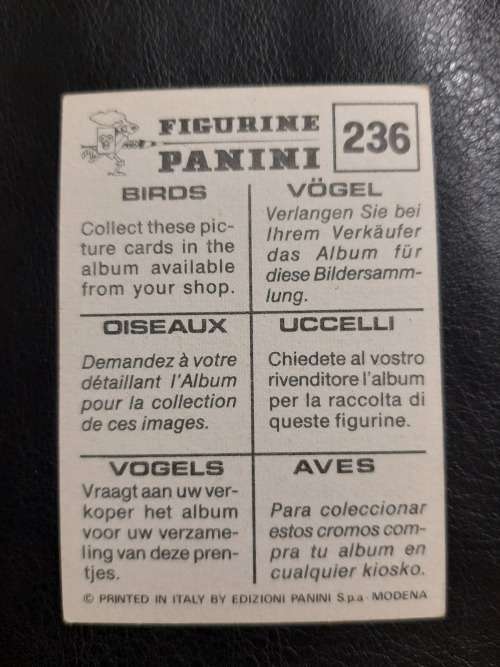 FIGURINE
PANINI
236
BIRDS
Collect these pic-
ture cards in the
album available
from your shop.
VÖGEL
Verlangen Sie bei
Ihrem Verkäufer
das Album für
diese Bildersamm-
lung.
OISEAUX
Demandez à votre
détaillant l'Album
pour la collection
de ces images.
UCCELLI
Chiedete al vostro
rivenditore l'album
per la raccolta di
queste figurine.
VOGELS
Vraagt aan uw ver-
koper het album
voor uw verzame-
ling van deze pren-
tjes.
AVES
Para coleccionar
estos cromos com-
pra tu album en
cualquier kiosko.
© PRINTED IN ITALY BY EDIZIONI PANINI S.p.a - MODENA